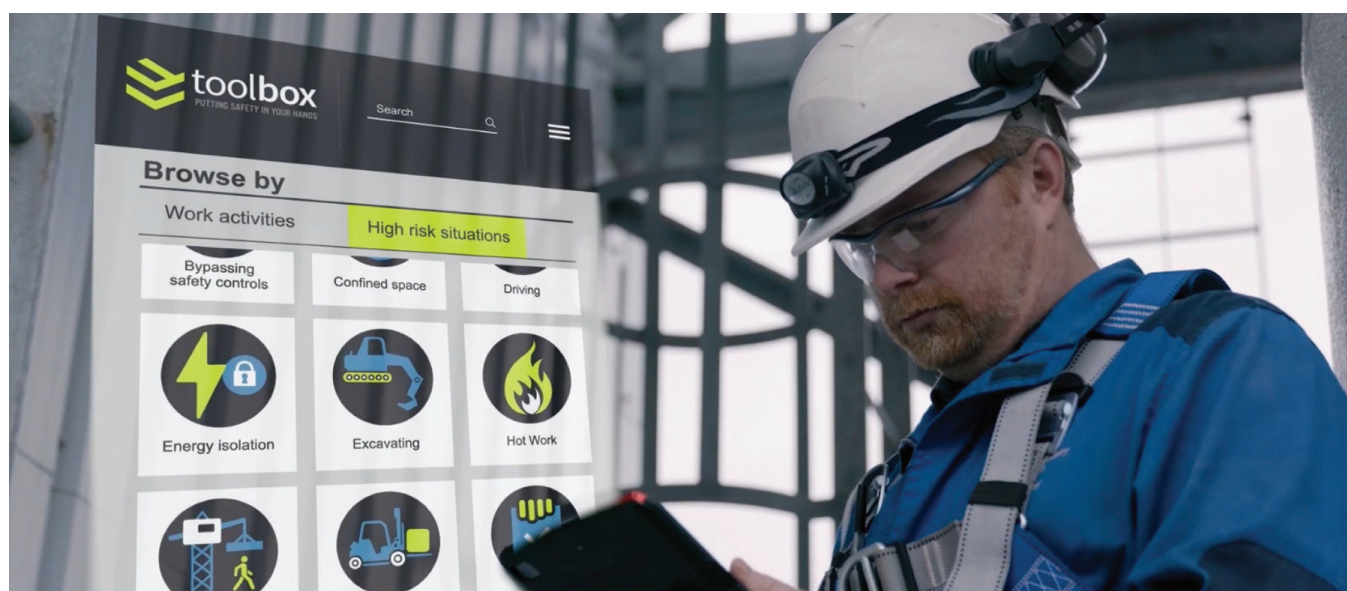 toolbox
PUTTING SAFETY IN YOUR HANDS
Search
Browse by
Work activities
High risk situations
Bypassing
safety controls
Confined space
Driving
Energy isolation
Excavating
Hot Work